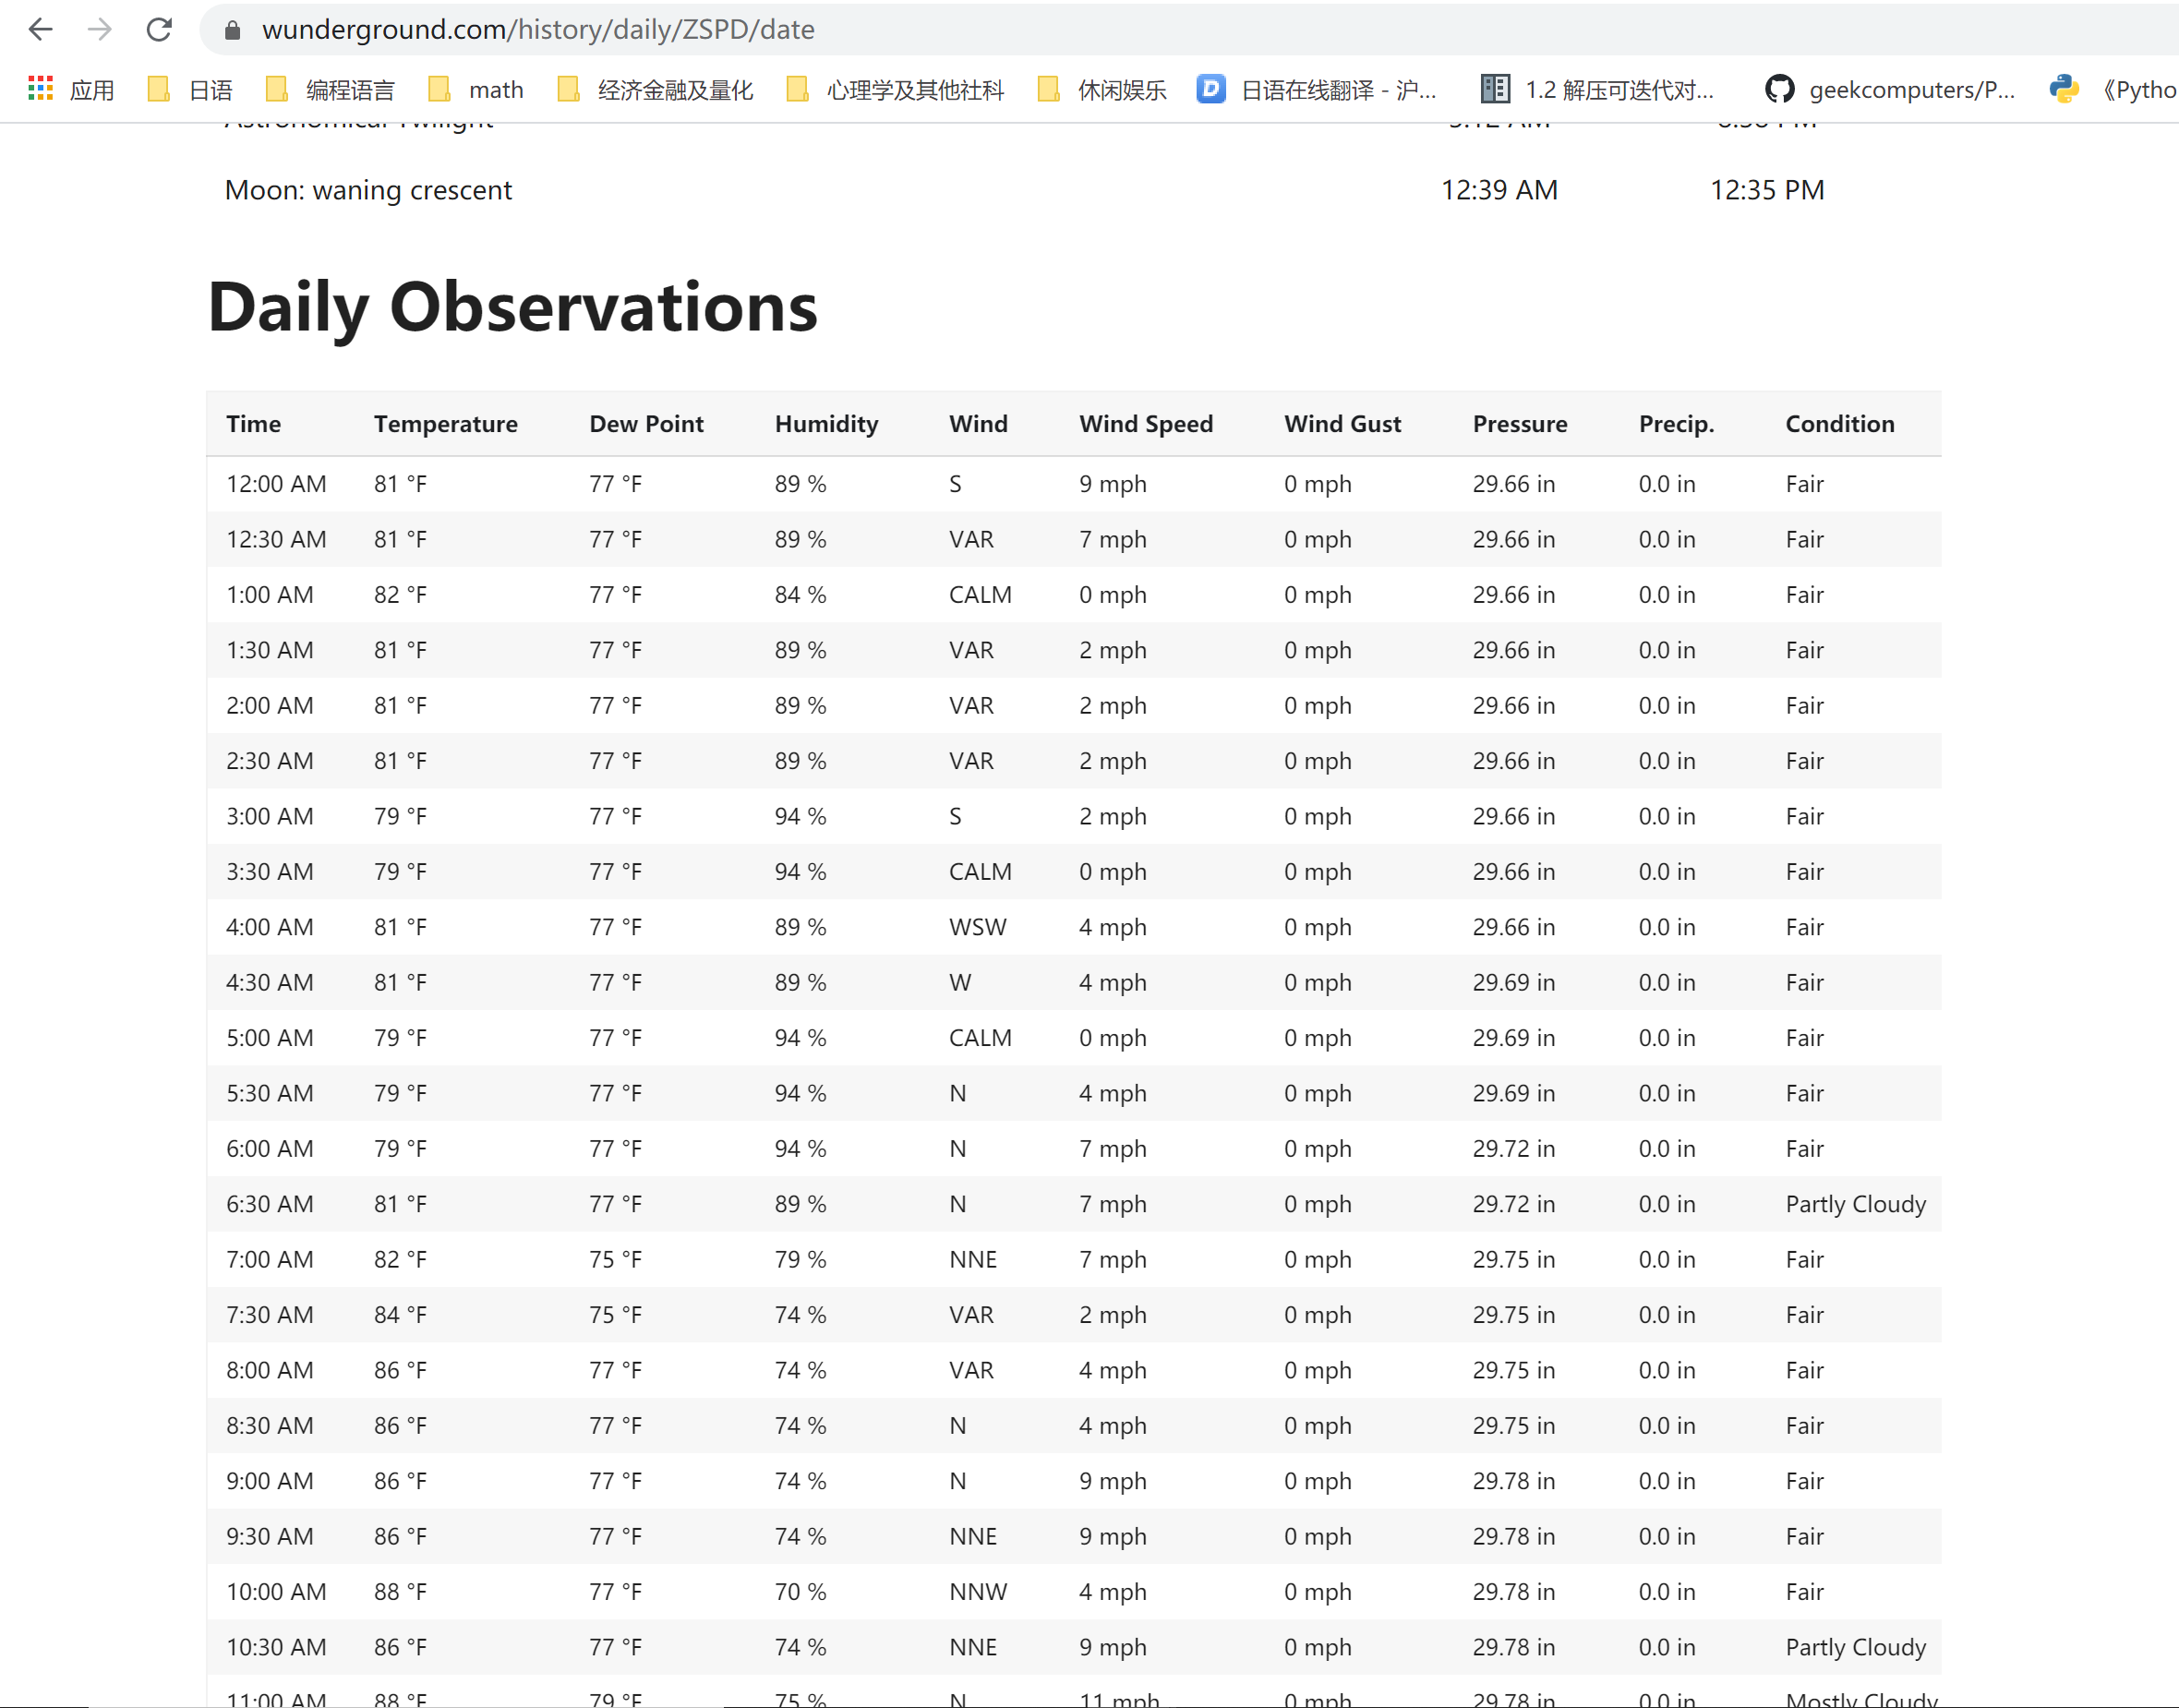 wunderground.com/history/daily/ZSPD/date
应用 日语 编程语言 math 经济金融及量化 心理学及其他社科 休闲娱乐 日语在线翻译 - 沪... 1.2 解压可迭代对... geekcomputers/P... 《Pytho
Astronomical Twilight
Moon: waning crescent 12:39 AM 12:35 PM
Daily Observations
Time Temperature Dew Point Humidity Wind Wind Speed Wind Gust Pressure Precip. Condition
12:00 AM 81 °F 77 °F 89 % S 9 mph 0 mph 29.66 in 0.0 in Fair
12:30 AM 81 °F 77 °F 89 % VAR 7 mph 0 mph 29.66 in 0.0 in Fair
1:00 AM 82 °F 77 °F 84 % CALM 0 mph 0 mph 29.66 in 0.0 in Fair
1:30 AM 81 °F 77 °F 89 % VAR 2 mph 0 mph 29.66 in 0.0 in Fair
2:00 AM 81 °F 77 °F 89 % VAR 2 mph 0 mph 29.66 in 0.0 in Fair
2:30 AM 81 °F 77 °F 89 % VAR 2 mph 0 mph 29.66 in 0.0 in Fair
3:00 AM 79 °F 77 °F 94 % S 2 mph 0 mph 29.66 in 0.0 in Fair
3:30 AM 79 °F 77 °F 94 % CALM 0 mph 0 mph 29.66 in 0.0 in Fair
4:00 AM 81 °F 77 °F 89 % WSW 4 mph 0 mph 29.66 in 0.0 in Fair
4:30 AM 81 °F 77 °F 89 % W 4 mph 0 mph 29.69 in 0.0 in Fair
5:00 AM 79 °F 77 °F 94 % CALM 0 mph 0 mph 29.69 in 0.0 in Fair
5:30 AM 79 °F 77 °F 94 % N 4 mph 0 mph 29.69 in 0.0 in Fair
6:00 AM 79 °F 77 °F 94 % N 7 mph 0 mph 29.72 in 0.0 in Fair
6:30 AM 81 °F 77 °F 89 % N 7 mph 0 mph 29.72 in 0.0 in Partly Cloudy
7:00 AM 82 °F 75 °F 79 % NNE 7 mph 0 mph 29.75 in 0.0 in Fair
7:30 AM 84 °F 75 °F 74 % VAR 2 mph 0 mph 29.75 in 0.0 in Fair
8:00 AM 86 °F 77 °F 74 % VAR 4 mph 0 mph 29.75 in 0.0 in Fair
8:30 AM 86 °F 77 °F 74 % N 4 mph 0 mph 29.75 in 0.0 in Fair
9:00 AM 86 °F 77 °F 74 % N 9 mph 0 mph 29.78 in 0.0 in Fair
9:30 AM 86 °F 77 °F 74 % NNE 9 mph 0 mph 29.78 in 0.0 in Fair
10:00 AM 88 °F 77 °F 70 % NNW 4 mph 0 mph 29.78 in 0.0 in Fair
10:30 AM 86 °F 77 °F 74 % NNE 9 mph 0 mph 29.78 in 0.0 in Partly Cloudy
11:00 AM 88 °F 79 °F 75 % N 11 mph 0 mph 29.78 in 0.0 in Mostly Cloudy